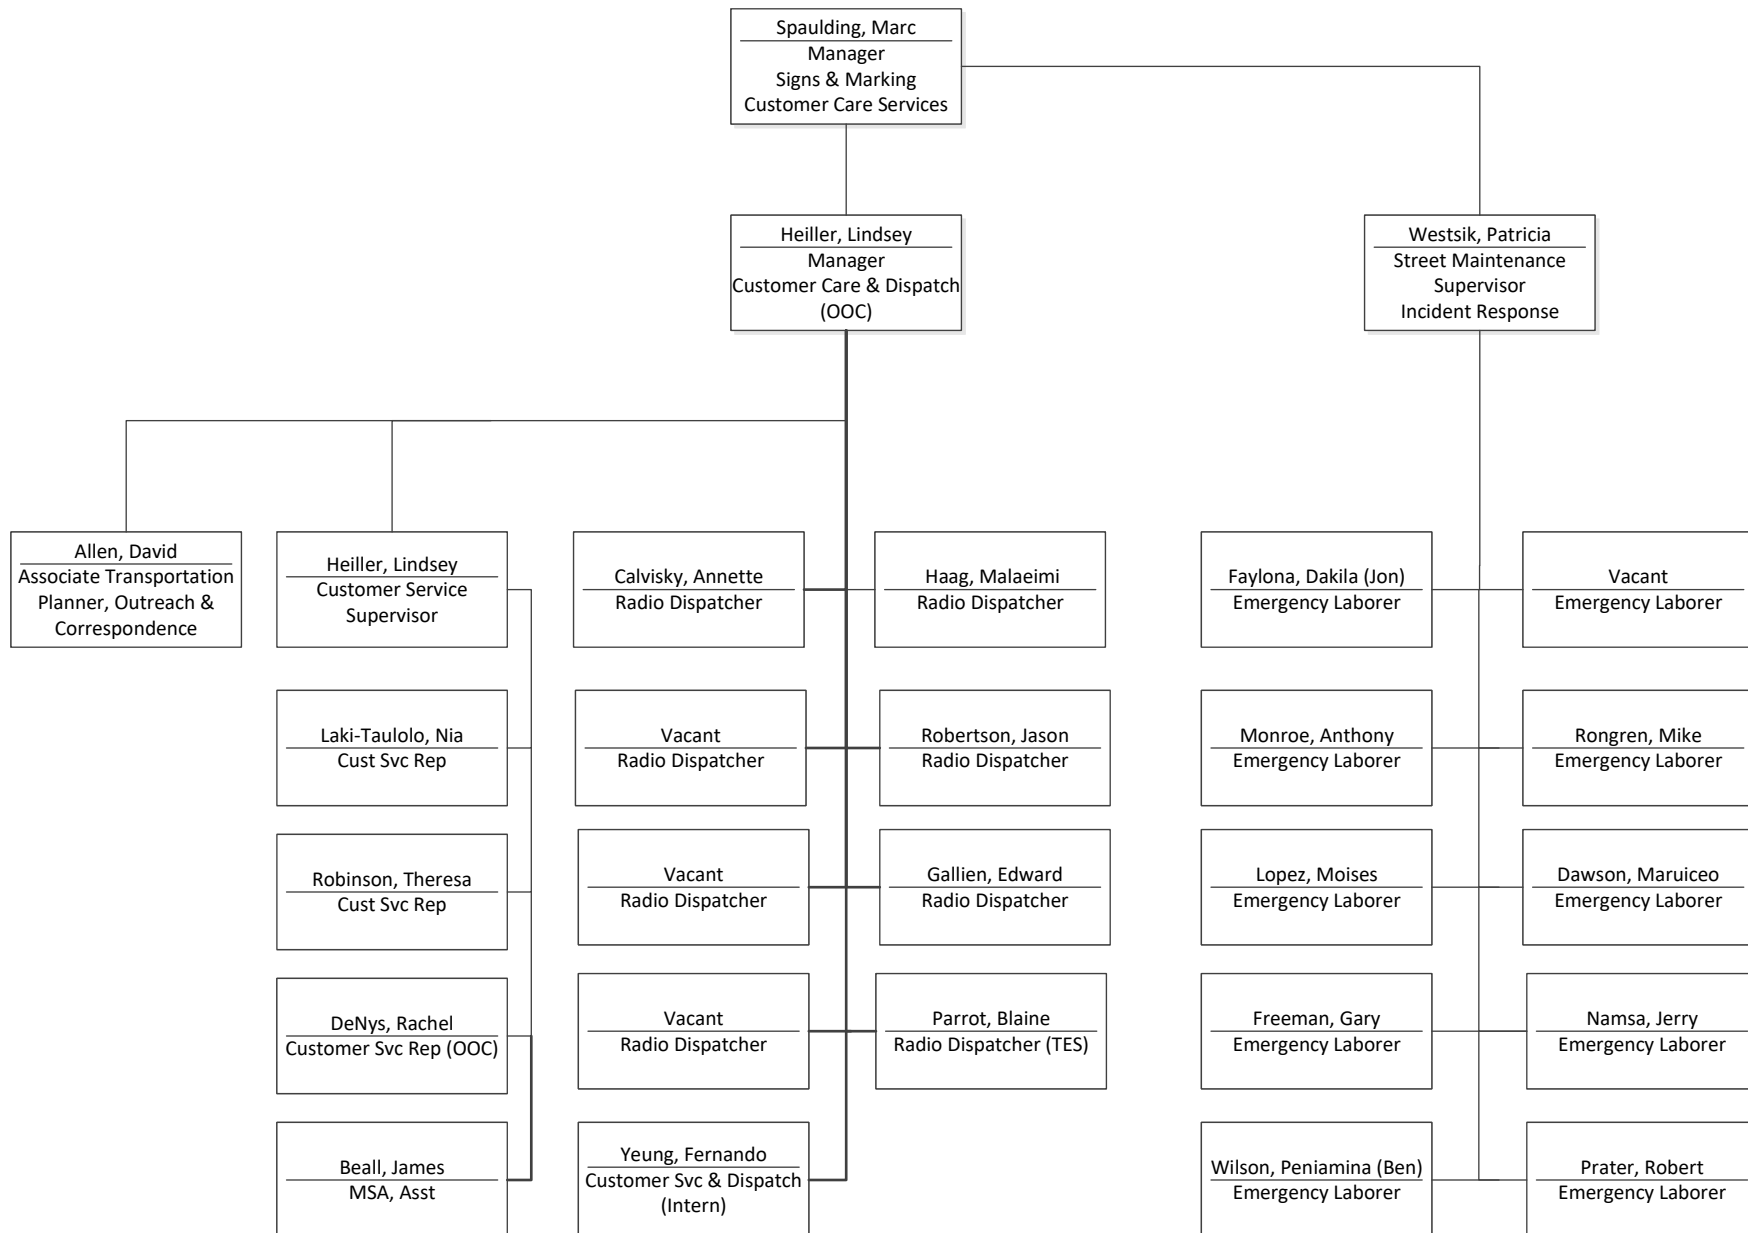 Spaulding, Marc
Manager
Signs & Marking
Customer Care Services
Heiller, Lindsey
Manager
Customer Care & Dispatch
(OOC)
Westsik, Patricia
Street Maintenance
Supervisor
Incident Response
Allen, David
Associate Transportation
Planner, Outreach &
Correspondence
Heiller, Lindsey
Customer Service
Supervisor
Calvisky, Annette
Radio Dispatcher
Haag, Malaeimi
Radio Dispatcher
Faylona, Dakila (Jon)
Emergency Laborer
Vacant
Emergency Laborer
Laki-Taulolo, Nia
Cust Svc Rep
Vacant
Radio Dispatcher
Robertson, Jason
Radio Dispatcher
Monroe, Anthony
Emergency Laborer
Rongren, Mike
Emergency Laborer
Robinson, Theresa
Cust Svc Rep
Vacant
Radio Dispatcher
Gallien, Edward
Radio Dispatcher
Lopez, Moises
Emergency Laborer
Dawson, Maruiceo
Emergency Laborer
DeNys, Rachel
Customer Svc Rep (OOC)
Vacant
Radio Dispatcher
Parrot, Blaine
Radio Dispatcher (TES)
Freeman, Gary
Emergency Laborer
Namsa, Jerry
Emergency Laborer
Beall, James
MSA, Asst
Yeung, Fernando
Customer Svc & Dispatch
(Intern)
Wilson, Peniamina (Ben)
Emergency Laborer
Prater, Robert
Emergency Laborer